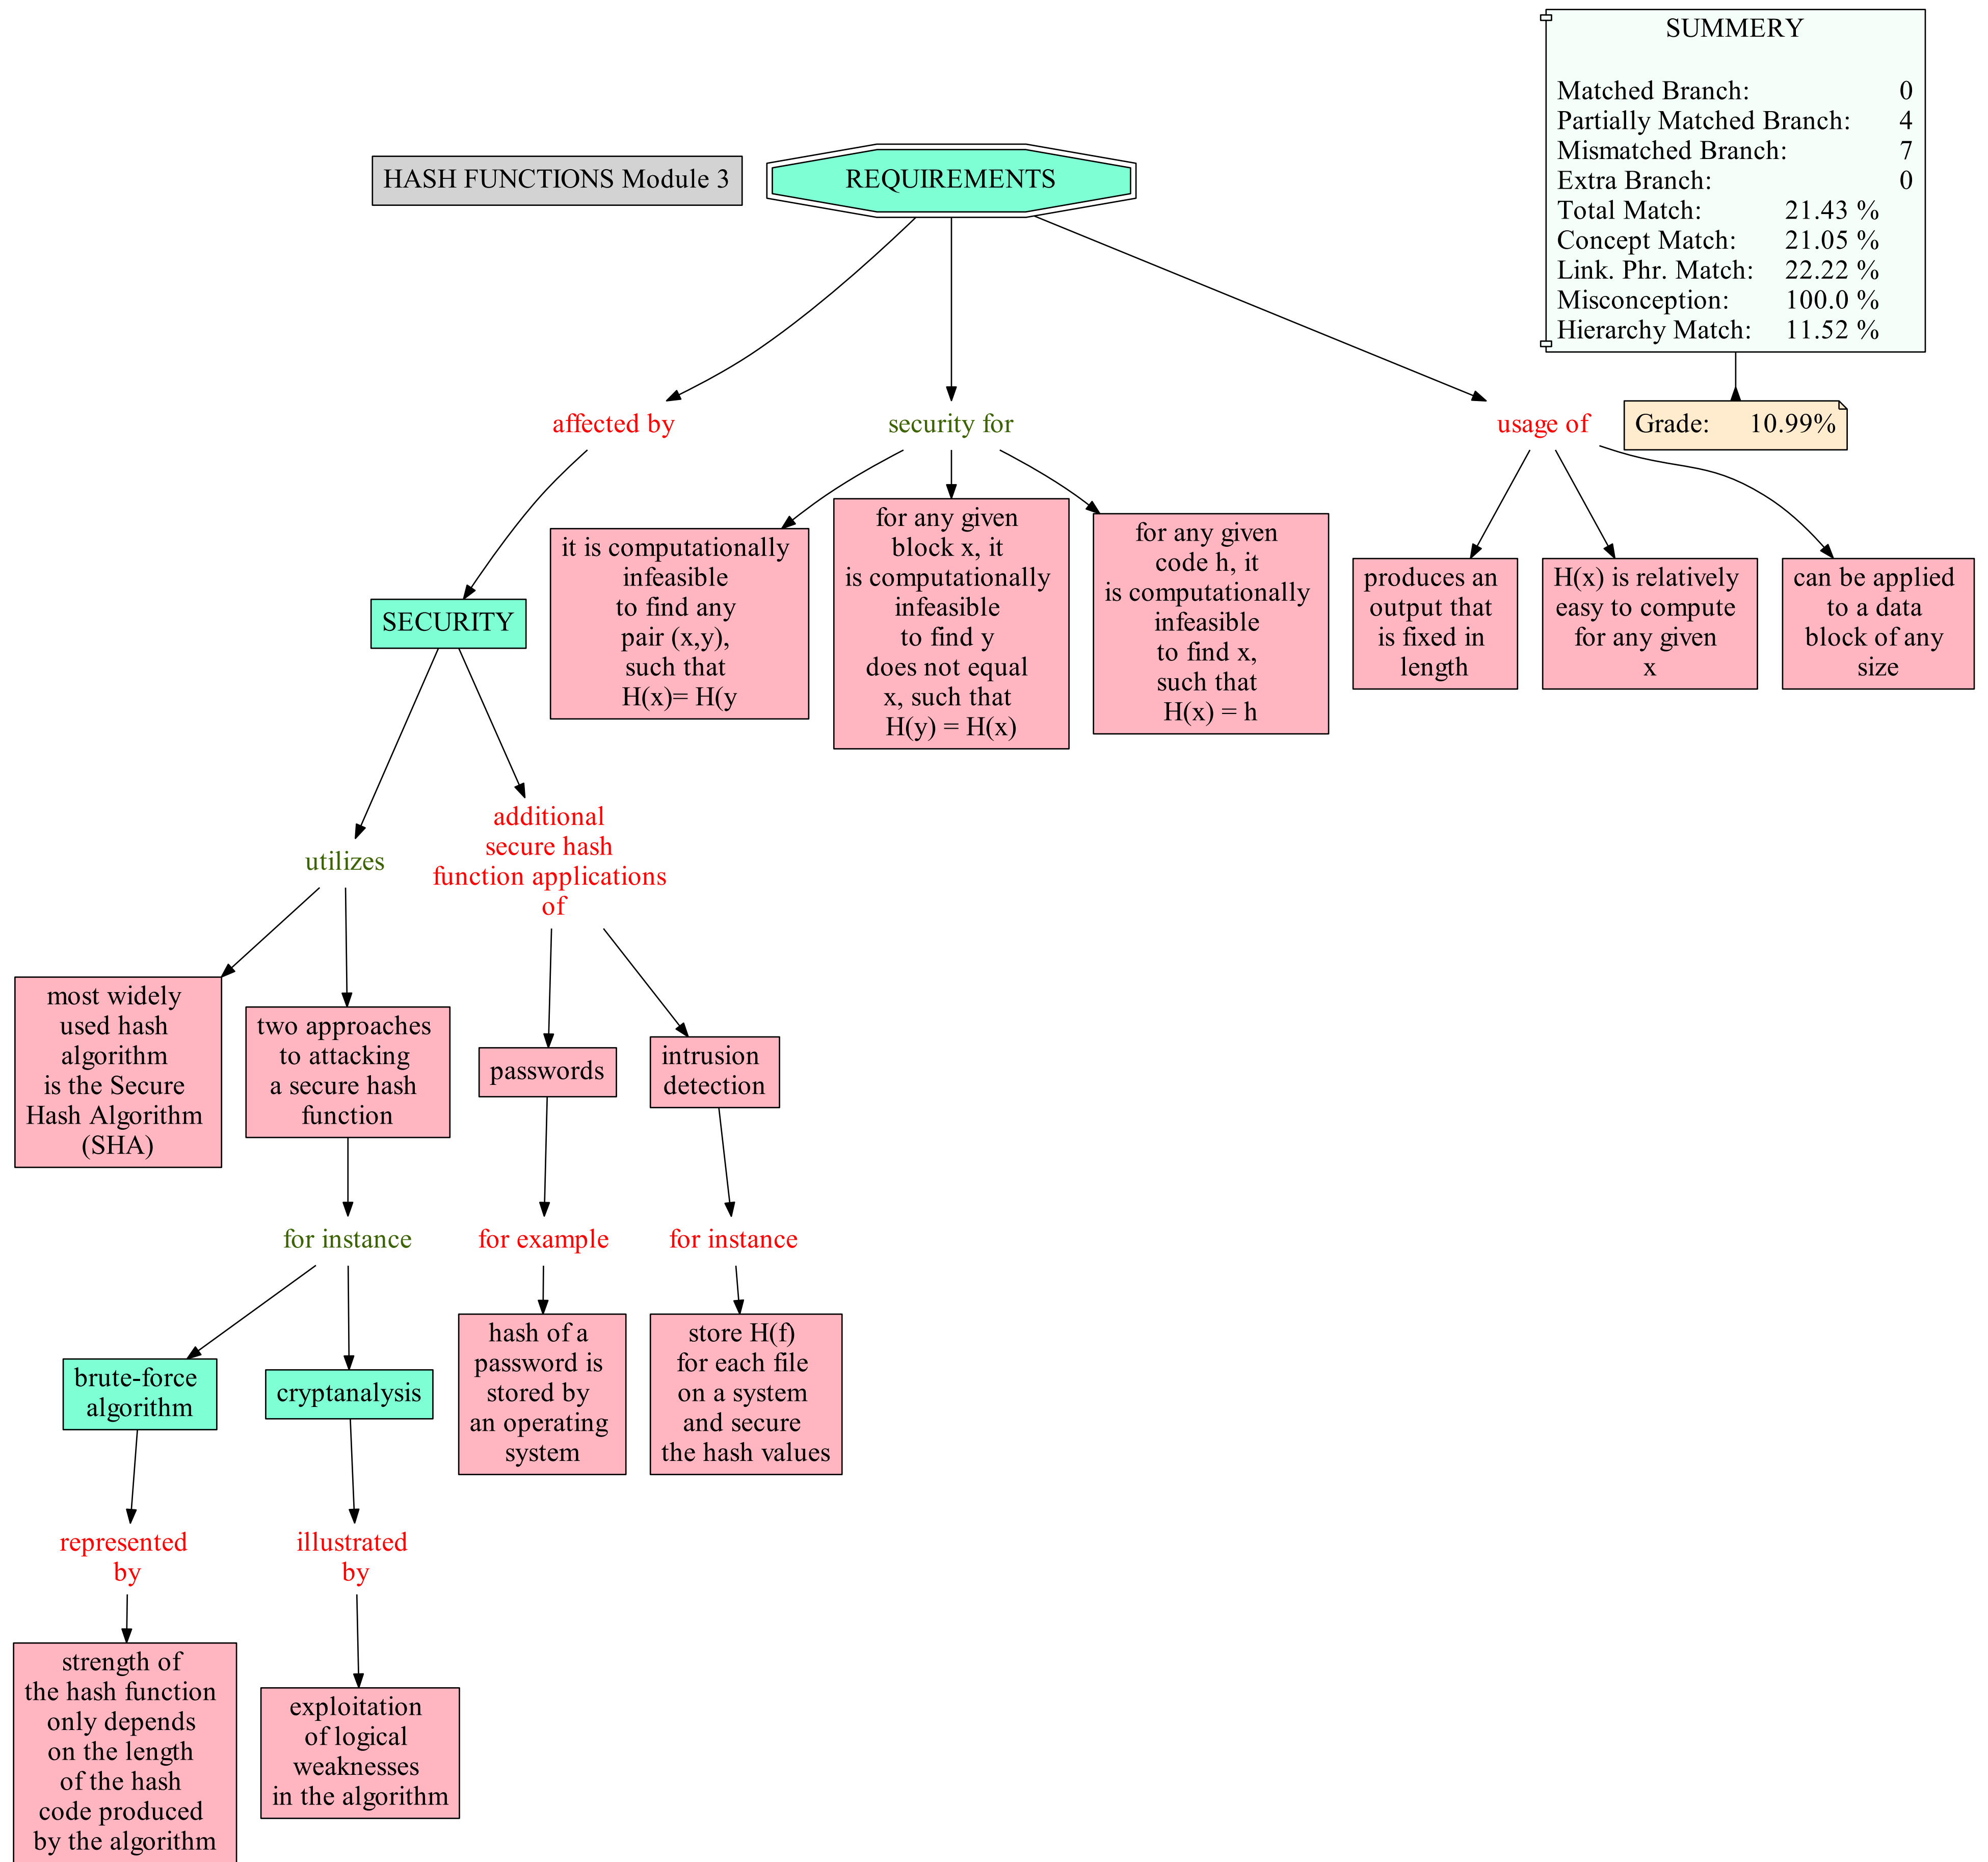 SUMMERY
Matched Branch: 0
Partially Matched Branch: 4
Mismatched Branch: 7
Extra Branch: 0
Total Match: 21.43 %
Concept Match: 21.05 %
Link. Phr. Match: 22.22 %
Misconception: 100.0 %
Hierarchy Match: 11.52 %
HASH FUNCTIONS Module 3
REQUIREMENTS
Grade: 10.99%
affected by
security for
usage of
SECURITY
it is computationally
infeasible
to find any
pair (x,y),
such that
H(x)= H(y
for any given
block x, it
is computationally
infeasible
to find y
does not equal
x, such that
H(y) = H(x)
for any given
code h, it
is computationally
infeasible
to find x,
such that
H(x) = h
produces an
output that
is fixed in
length
H(x) is relatively
easy to compute
for any given
x
can be applied
to a data
block of any
size
utilizes
additional
secure hash
function applications
of
most widely
used hash
algorithm
is the Secure
Hash Algorithm
(SHA)
two approaches
to attacking
a secure hash
function
passwords
intrusion
detection
for instance
for example
for instance
brute-force
algorithm
cryptanalysis
hash of a
password is
stored by
an operating
system
store H(f)
for each file
on a system
and secure
the hash values
represented
by
illustrated
by
strength of
the hash function
only depends
on the length
of the hash
code produced
by the algorithm
exploitation
of logical
weaknesses
in the algorithm